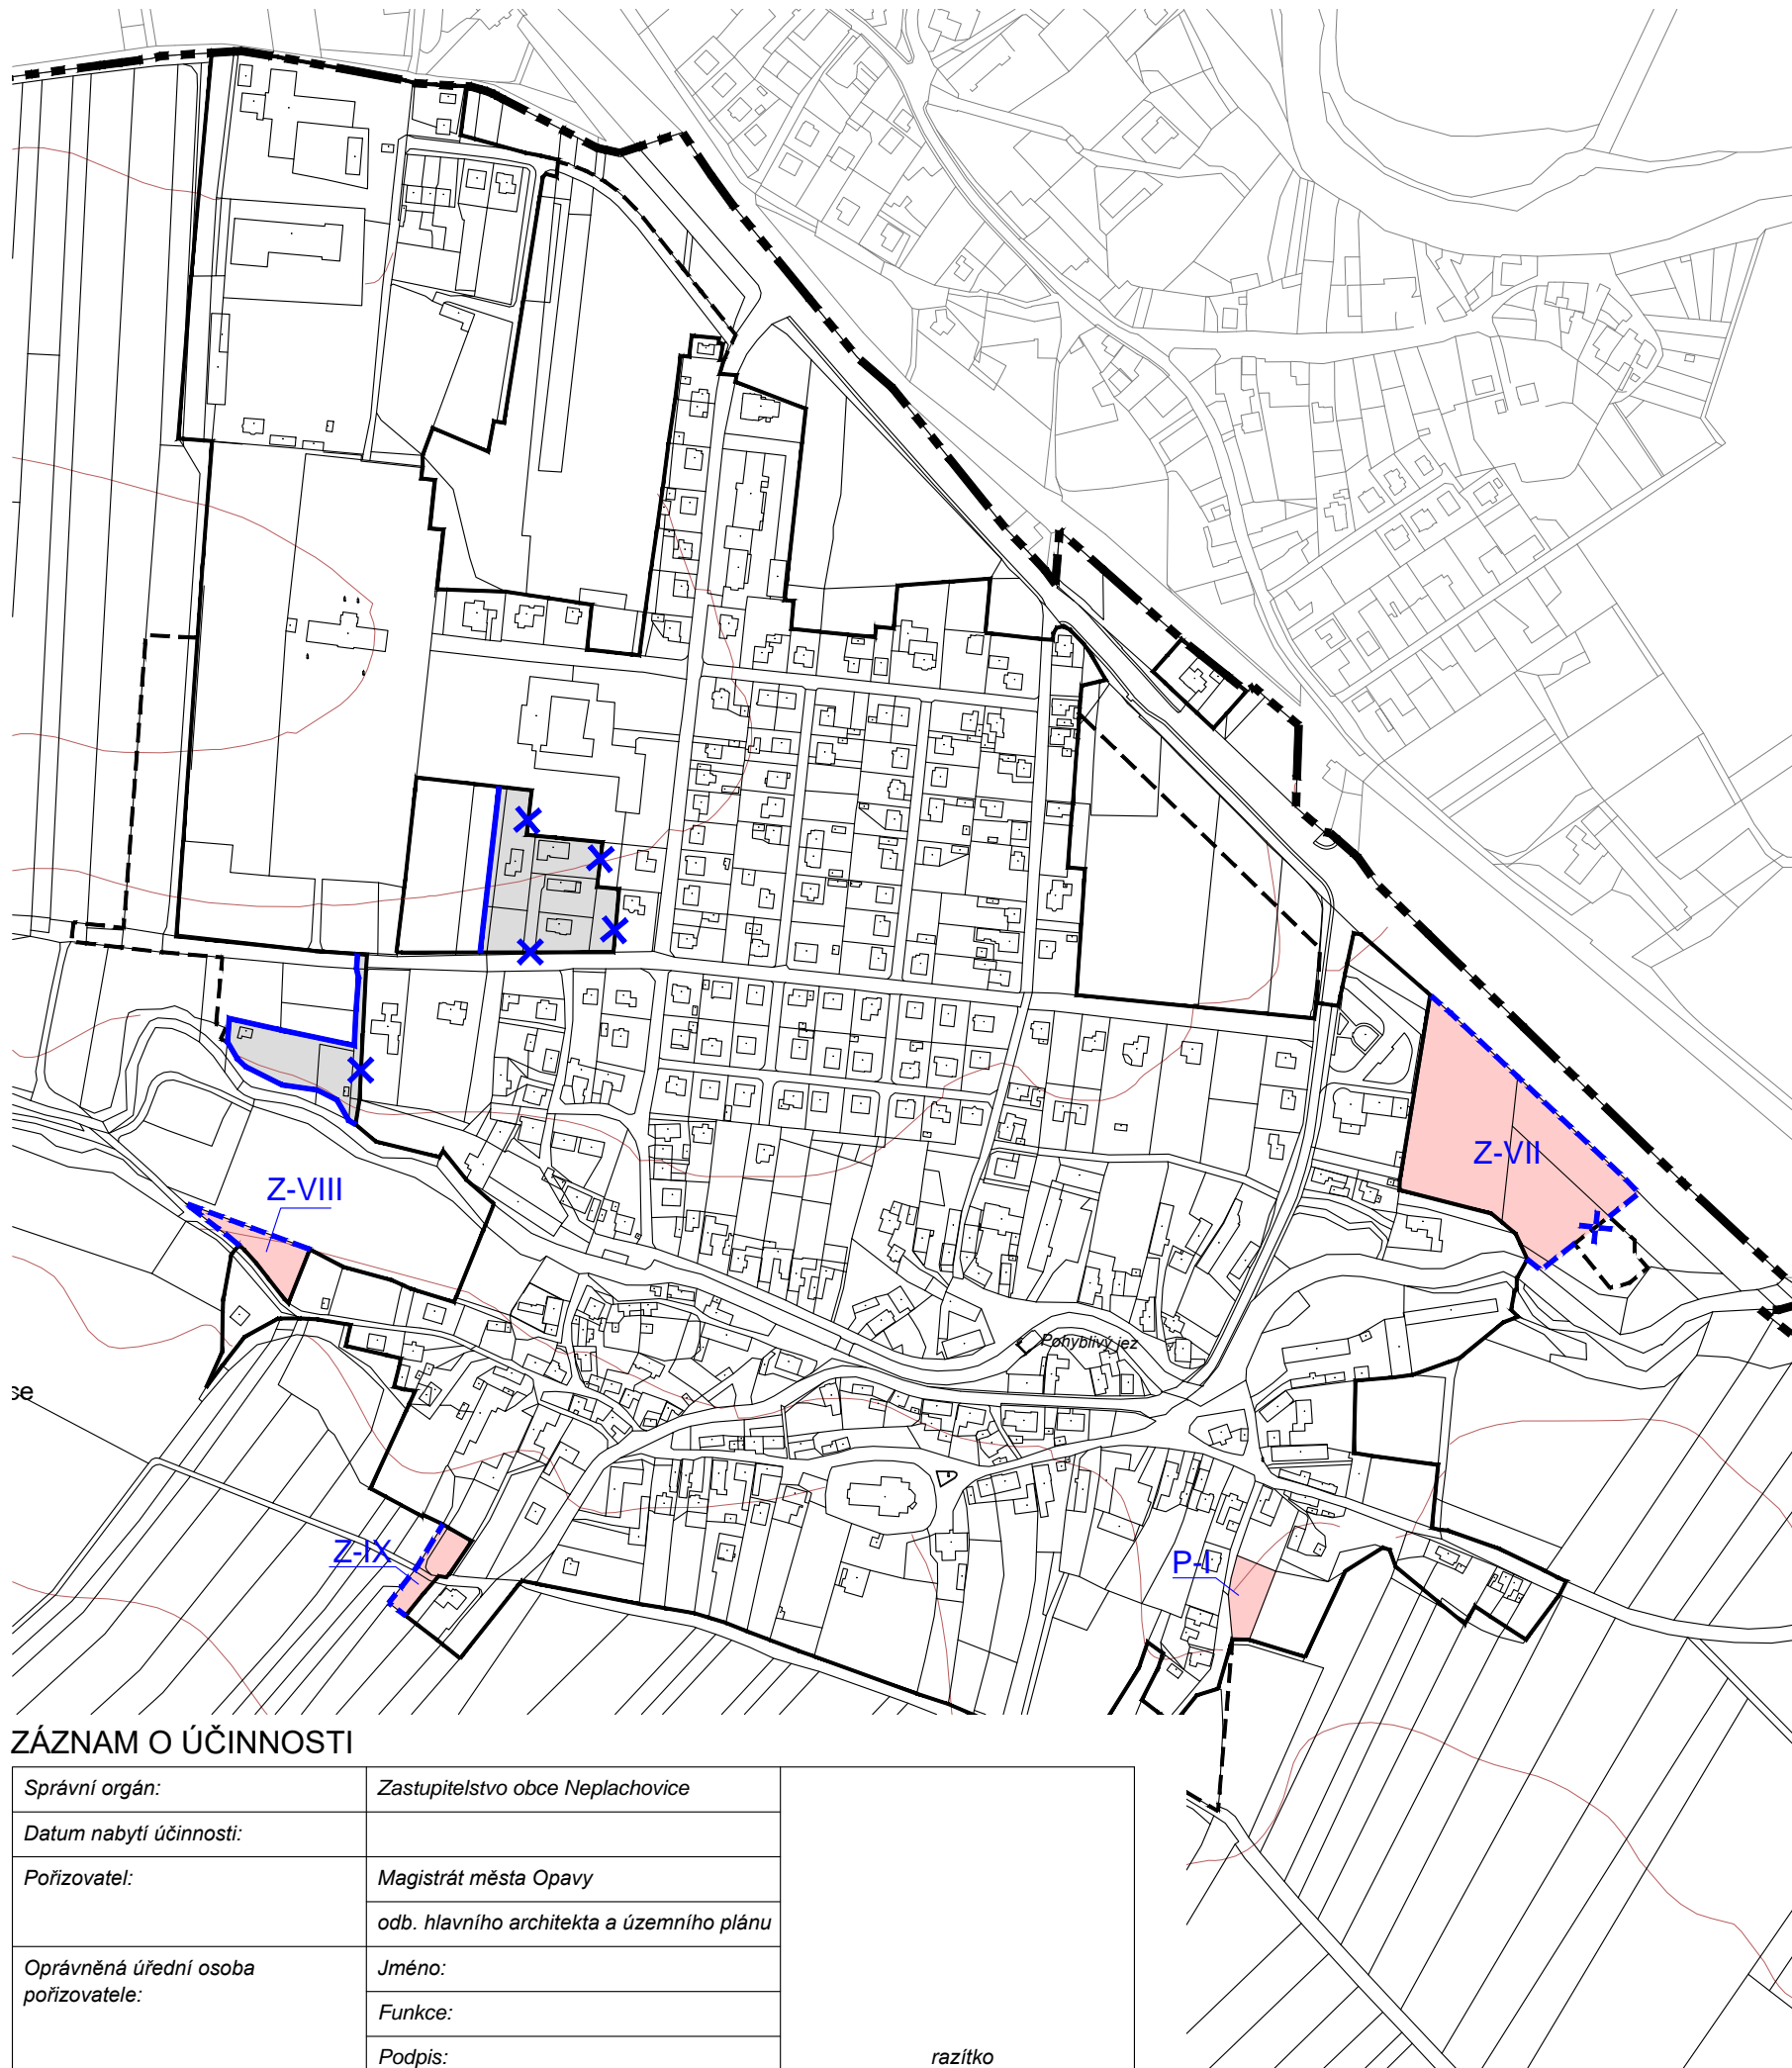 Z-VII
Z-VIII
Pohyblivý jez
se
Z-IX
P-I
ZÁZNAM O ÚČINNOSTI
Správní orgán: Zastupitelstvo obce Neplachovice
Datum nabytí účinnosti:
Pořizovatel: Magistrát města Opavy
odb. hlavního architekta a územního plánu
Oprávněná úřední osoba Jméno:
pořizovatele:
Funkce:
Podpis: razítko